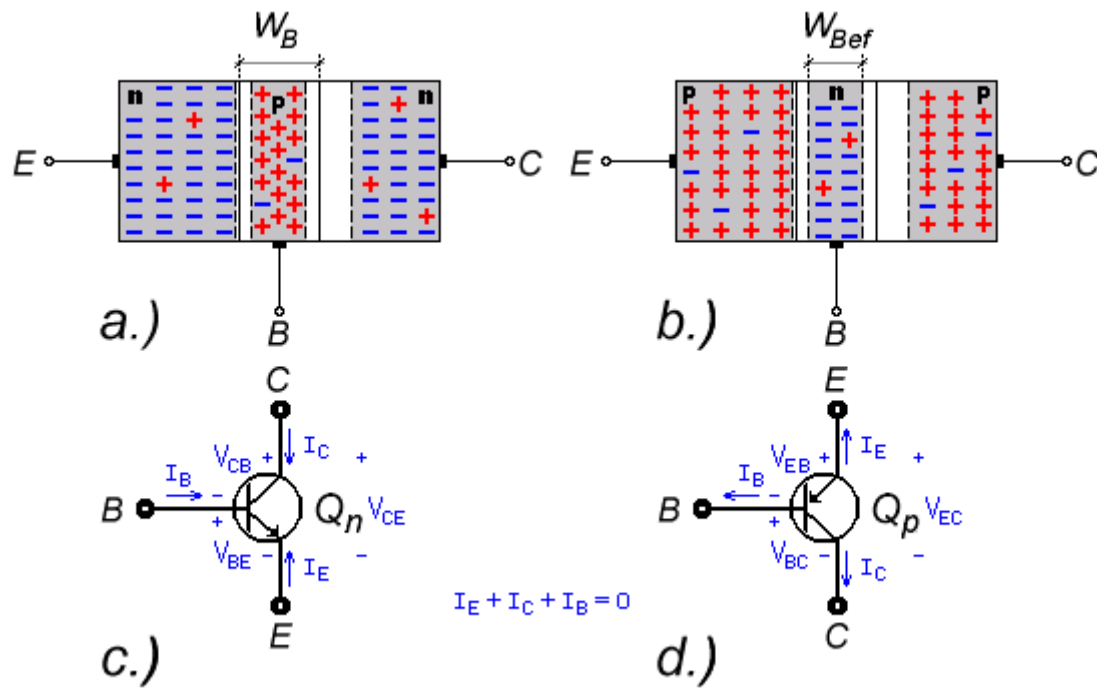 W_B
W_Bef
n p n
p n p
E C
E C
B
B
a.)
b.)
C
E
V_CB + I_C +
V_EB + I_E +
I_B -
I_B -
B Q_n V_CE
B Q_p V_EC
+
+
V_BE - I_E -
V_BC - I_C -
I_E + I_C + I_B = 0
E
C
c.)
d.)